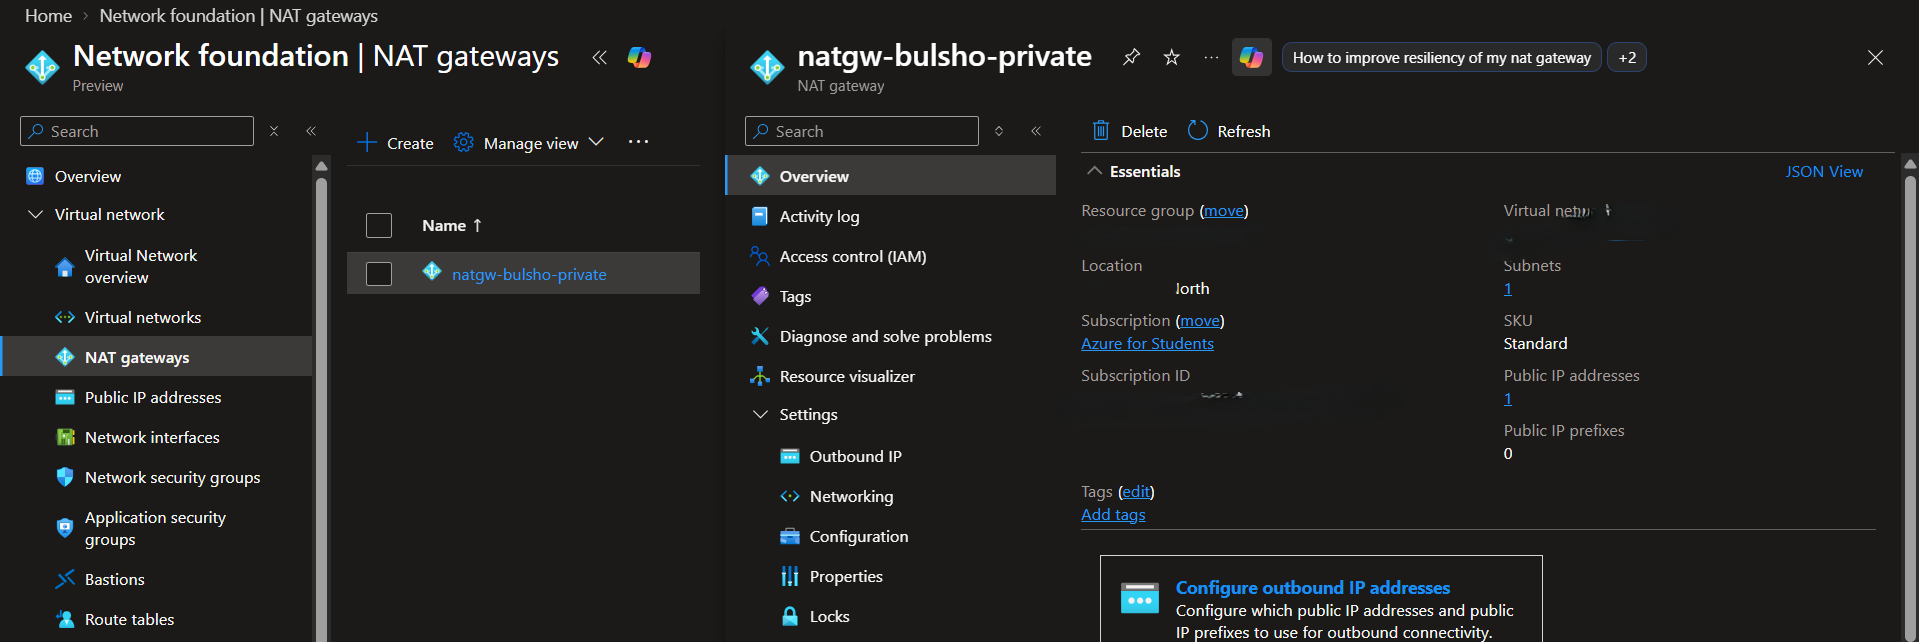 Home > Network foundation | NAT gateways
Network foundation | NAT gateways
Preview
Search
Overview
Virtual network
Virtual Network
overview
Virtual networks
NAT gateways
Public IP addresses
Network interfaces
Network security groups
Application security
groups
Bastions
Route tables
Create
Manage view
Name ↑
natgw-bulsho-private
natgw-bulsho-private
NAT gateway
How to improve resiliency of my nat gateway
+2
Search
Overview
Activity log
Access control (IAM)
Tags
Diagnose and solve problems
Resource visualizer
Settings
Outbound IP
Networking
Configuration
Properties
Locks
Delete
Refresh
Essentials
JSON View
Resource group (move)
Location
Subscription (move)
Azure for Students
Subscription ID
Virtual
Subnets
1
SKU
Standard
Public IP addresses
1
Public IP prefixes
0
Tags (edit)
Add tags
Configure outbound IP addresses
Configure which public IP addresses and public
IP prefixes to use for outbound connectivity.